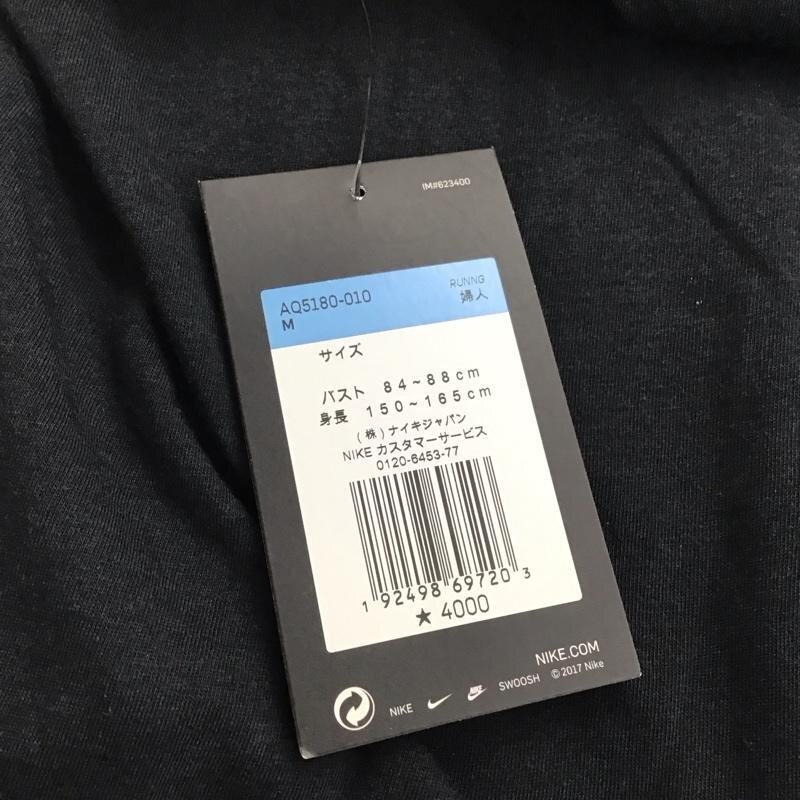 IM#623400
AQ5180-010
RUNNG
M
婦人
サイズ
バスト 84~88cm
身長 150~165cm
(株)ナイキジャパン
NIKE カスタマーサービス
0120-6453-77
1 92498 69720 3
★ 4000
NIKE.COM
NIKE NIKE SWOOSH ©2017 Nike